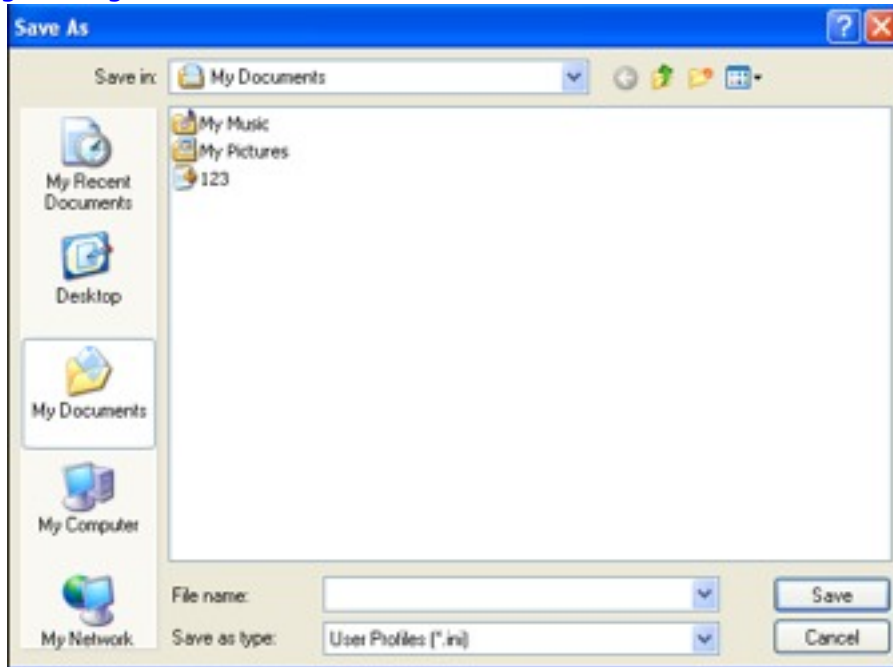 Save As
Save in:
My Documents
My Music
My Pictures
123
My Recent
Documents
Desktop
My Documents
My Computer
My Network
File name:
Save
Save as type:
User Profiles (*.ini)
Cancel